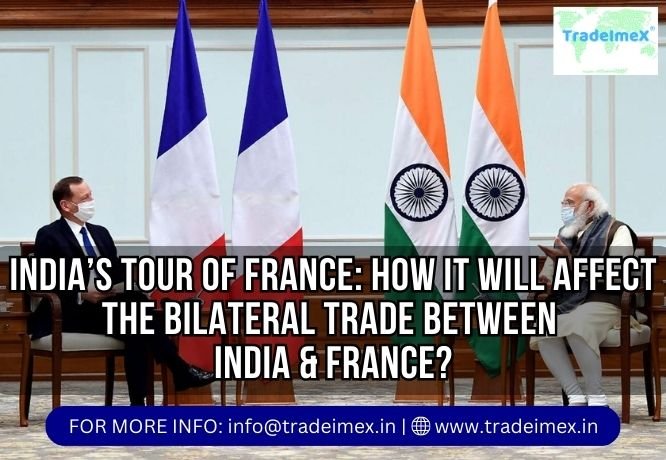 TradeImeX®
INDIA'S TOUR OF FRANCE: HOW IT WILL AFFECT
THE BILATERAL TRADE BETWEEN
INDIA & FRANCE?
FOR MORE INFO: info@tradeimex.in | www.tradeimex.in